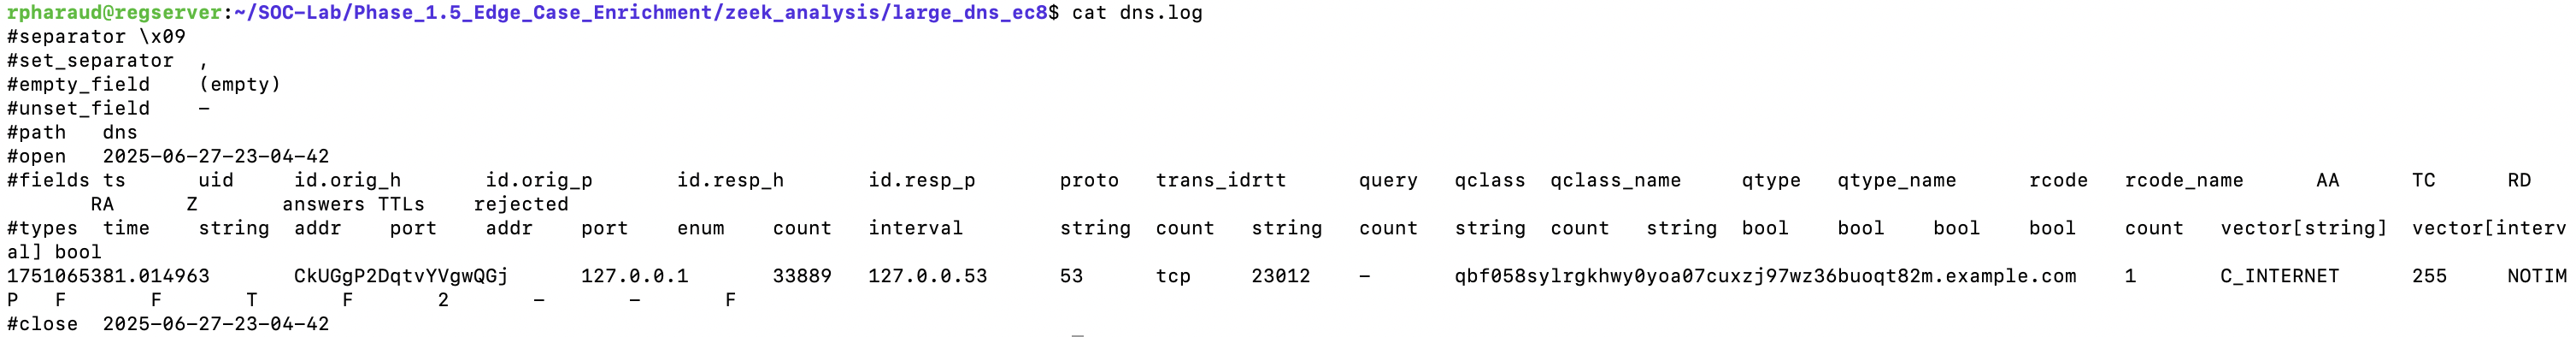 rpharaud@regserver:~/SOC-Lab/Phase_1.5_Edge_Case_Enrichment/zeek_analysis/large_dns_ec8$ cat dns.log
#separator \x09
#set_separator  ,
#empty_field    (empty)
#unset_field    -
#path   dns
#open   2025-06-27-23-04-42
#fields ts      uid     id.orig_h       id.orig_p       id.resp_h       id.resp_p       proto   trans_idrtt      query   qclass  qclass_name     qtype   qtype_name      rcode   rcode_name      AA      TC      RD
       RA      Z       answers TTLs    rejected
#types  time    string  addr    port    addr    port    enum    count   interval        string  count   string  count   string  count   string  bool    bool    bool    bool    count   vector[string]  vector[interv
al] bool
1751065381.014963       CkUGgP2DqtvYVgwQGj      127.0.0.1       33889   127.0.0.53      53      tcp     23012   -       qbf058sylrgkhwy0yoa07cuxzj97wz36buoqt82m.example.com    1       C_INTERNET      255     NOTIM
P   F       F       T       F       2       -       -       F
#close  2025-06-27-23-04-42